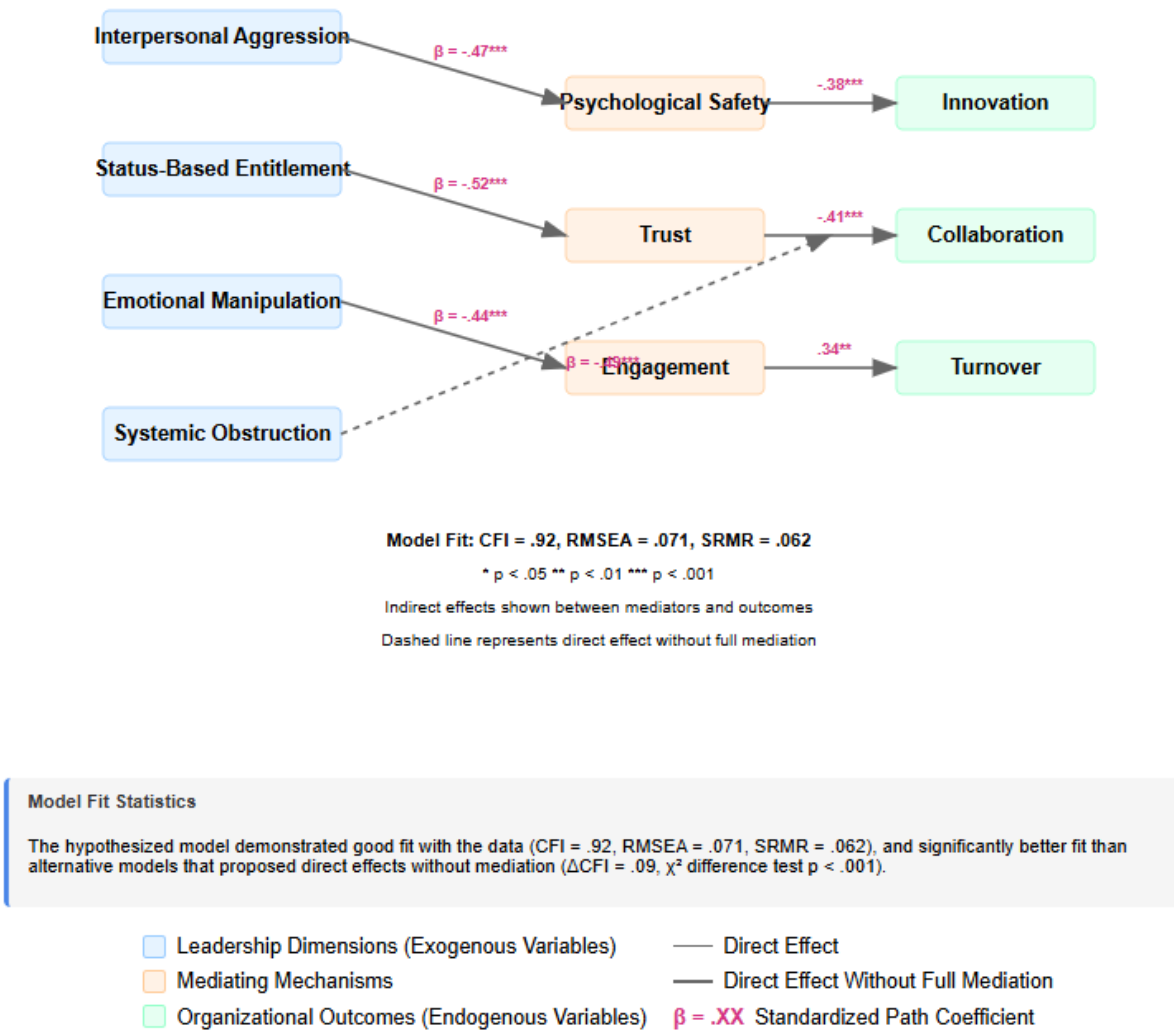 Interpersonal Aggression
β = -.47***
Psychological Safety
-.38***
Innovation
Status-Based Entitlement
β = -.52***
Trust
-.41***
Collaboration
Emotional Manipulation
β = -.44***
β = -.49***
Engagement
.34**
Turnover
Systemic Obstruction
Model Fit: CFI = .92, RMSEA = .071, SRMR = .062
* p < .05 ** p < .01 *** p < .001
Indirect effects shown between mediators and outcomes
Dashed line represents direct effect without full mediation
Model Fit Statistics
The hypothesized model demonstrated good fit with the data (CFI = .92, RMSEA = .071, SRMR = .062), and significantly better fit than
alternative models that proposed direct effects without mediation (ΔCFI = .09, χ² difference test p < .001).
Leadership Dimensions (Exogenous Variables)
Direct Effect
Mediating Mechanisms
Direct Effect Without Full Mediation
Organizational Outcomes (Endogenous Variables)
β = .XX Standardized Path Coefficient